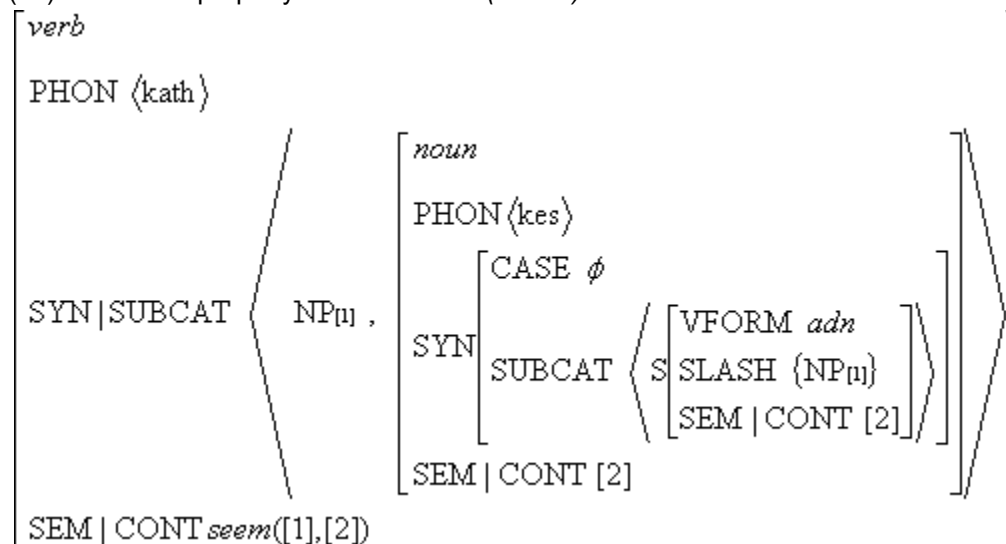 verb
PHON ⟨kath⟩
noun
PHON⟨kes⟩
CASE ϕ
SYN|SUBCAT ⟨ NP[1] , SYN SUBCAT ⟨ S VFORM adn
SLASH {NP[1]}
SEM | CONT [2]
SEM | CONT [2]
SEM | CONT seem([1],[2])